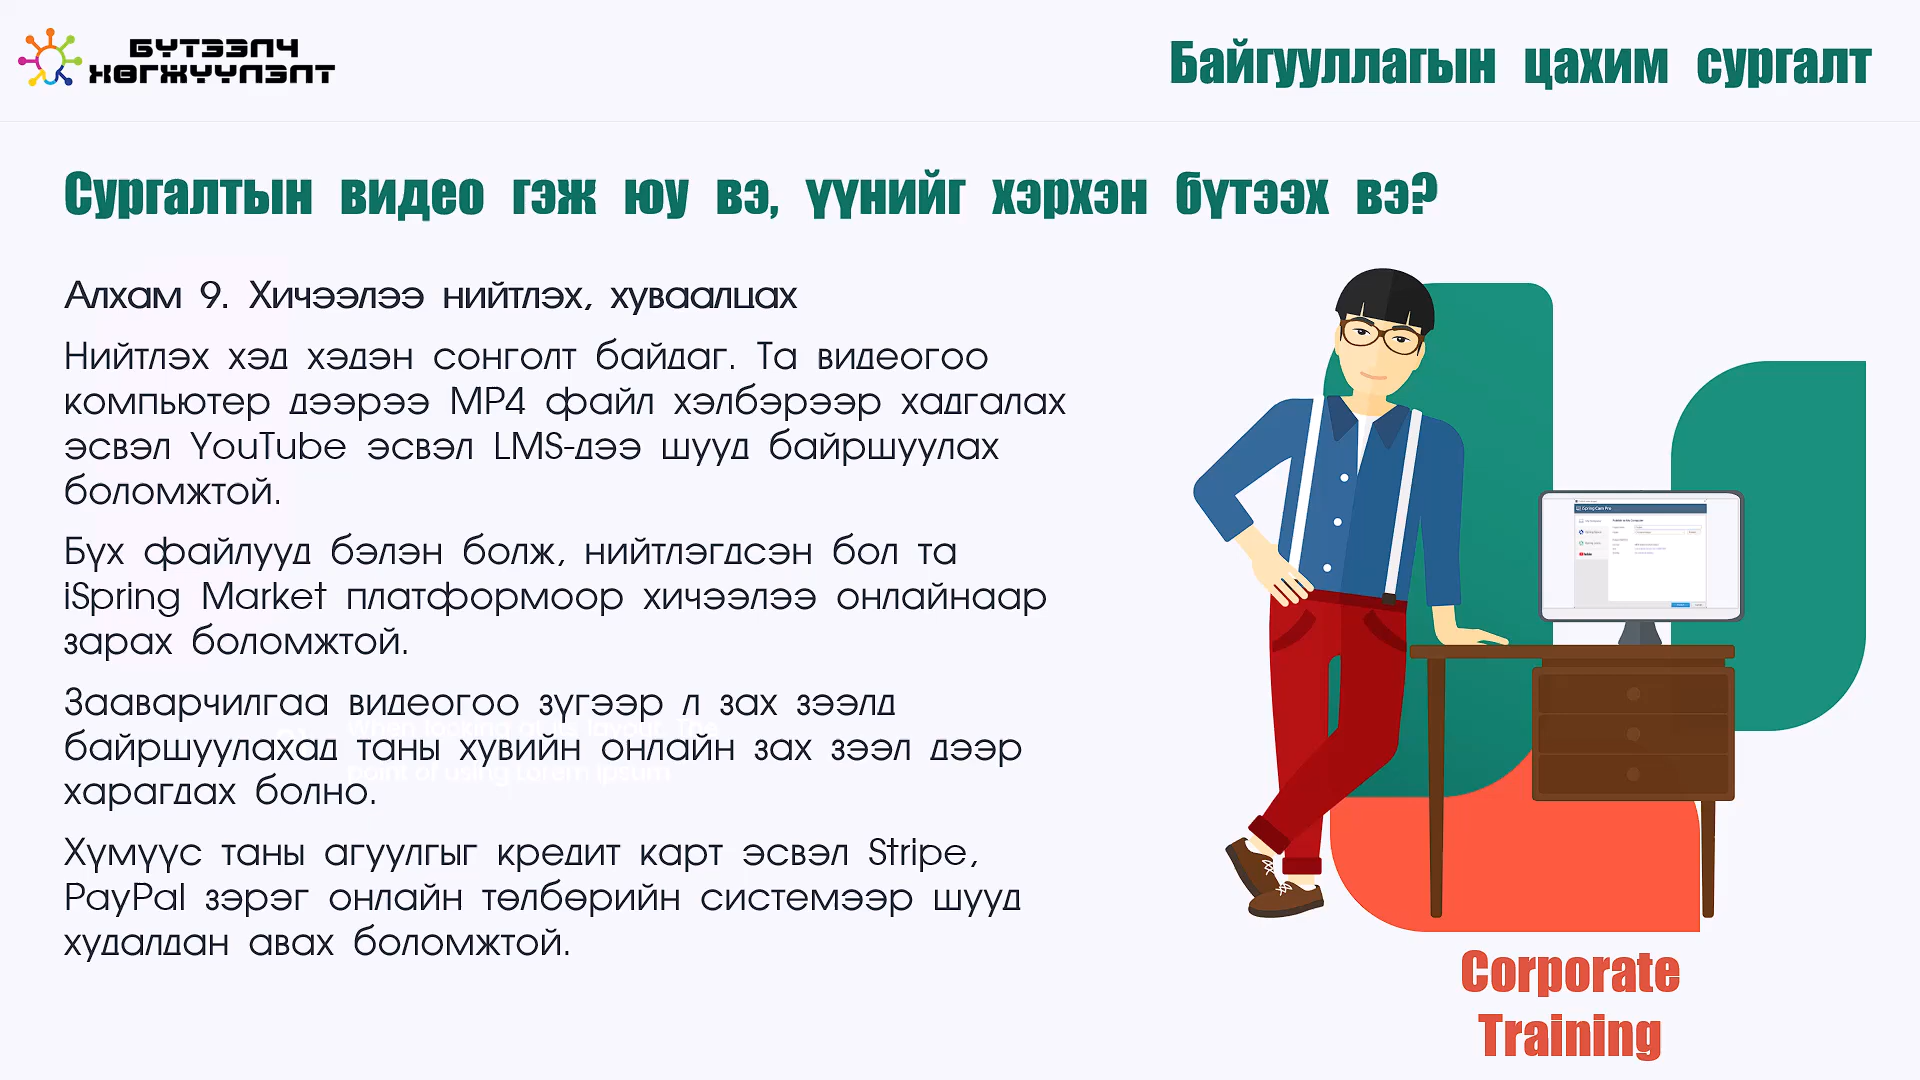 БҮТЭЭЛЧ
ХӨГЖҮҮЛЭЛТ
Байгууллагын цахим сургалт
Сургалтын видео гэж юу вэ, үүнийг хэрхэн бүтээх вэ?
Алхам 9. Хичээлээ нийтлэх, хуваалцах
Нийтлэх хэд хэдэн сонголт байдаг. Та видеогоо
компьютер дээрээ MP4 файл хэлбэрээр хадгалах
эсвэл YouTube эсвэл LMS-дээ шууд байршуулах
боломжтой.
Бүх файлууд бэлэн болж, нийтлэгдсэн бол та
iSpring Market платформоор хичээлээ онлайнаар
зарах боломжтой.
Зааварчилгаа видеогоо зүгээр л зах зээлд
байршуулахад таны хувийн онлайн зах зээл дээр
харагдах болно.
Хүмүүс таны агуулгыг кредит карт эсвэл Stripe,
PayPal зэрэг онлайн төлбөрийн системээр шууд
худалдан авах боломжтой.
iSpring Cam Pro
Corporate
Training